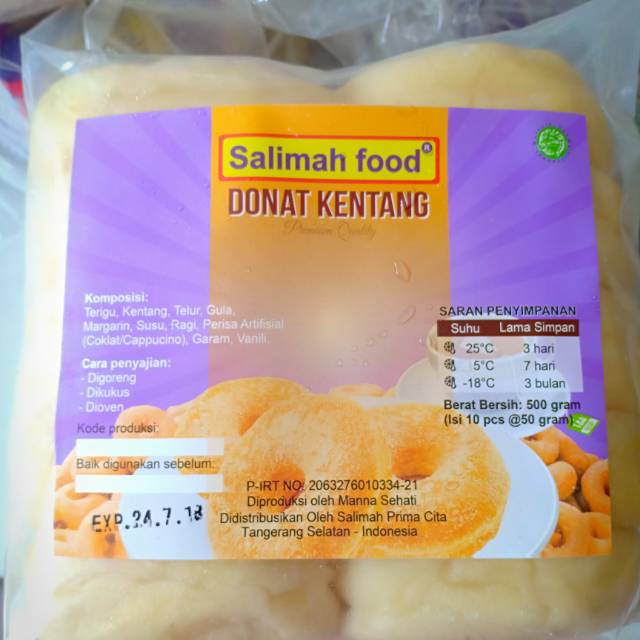 Salimah food®
DONAT KENTANG
Premium Quality
Komposisi:
Terigu, Kentang, Telur, Gula,
Margarin, Susu, Ragi, Perisa Artifisial
(Coklat/Cappucino), Garam, Vanili.
Cara penyajian:
- Digoreng
- Dikukus
- Dioven
Kode produksi:
Baik digunakan sebelum:
EXP.24.7.18
SARAN PENYIMPANAN
Suhu Lama Simpan
25°C 3 hari
5°C 7 hari
-18°C 3 bulan
Berat Bersih: 500 gram
(Isi 10 pcs @50 gram)
P-IRT NO: 2063276010334-21
Diproduksi oleh Manna Sehati
Didistribusikan Oleh Salimah Prima Cita
Tangerang Selatan - Indonesia